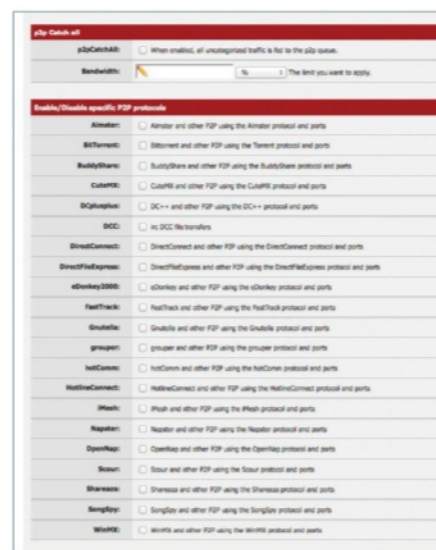 p2p Catch all
p2pCatchAll: When enabled, all uncategorized traffic is fed to the p2p queue.
Bandwidth: % The limit you want to apply.
Enable/Disable specific P2P protocols
Aimster: Aimster and other P2P using the Aimster protocol and ports
BitTorrent: Bittorrent and other P2P using the Torrent protocol and ports
BuddyShare: BuddyShare and other P2P using the BuddyShare protocol and ports
CuteMX: CuteMX and other P2P using the CuteMX protocol and ports
DCplusplus: DC++ and other P2P using the DC++ protocol and ports
DCC: irc DCC file transfers
DirectConnect: DirectConnect and other P2P using the DirectConnect protocol and ports
DirectFileExpress: DirectFileExpress and other P2P using the DirectFileExpress protocol and ports
eDonkey2000: eDonkey and other P2P using the eDonkey protocol and ports
FastTrack: FastTrack and other P2P using the FastTrack protocol and ports
Gnutella: Gnutella and other P2P using the Gnutella protocol and ports
grouper: grouper and other P2P using the grouper protocol and ports
hotComm: hotComm and other P2P using the hotComm protocol and ports
HotlineConnect: HotlineConnect and other P2P using the HotlineConnect protocol and ports
iMesh: iMesh and other P2P using the iMesh protocol and ports
Napster: Napster and other P2P using the Napster protocol and ports
OpenNap: OpenNap and other P2P using the OpenNap protocol and ports
Scour: Scour and other P2P using the Scour protocol and ports
Shareaza: Shareaza and other P2P using the Shareaza protocol and ports
SongSpy: SongSpy and other P2P using the SongSpy protocol and ports
WinMX: WinMX and other P2P using the WinMX protocol and ports